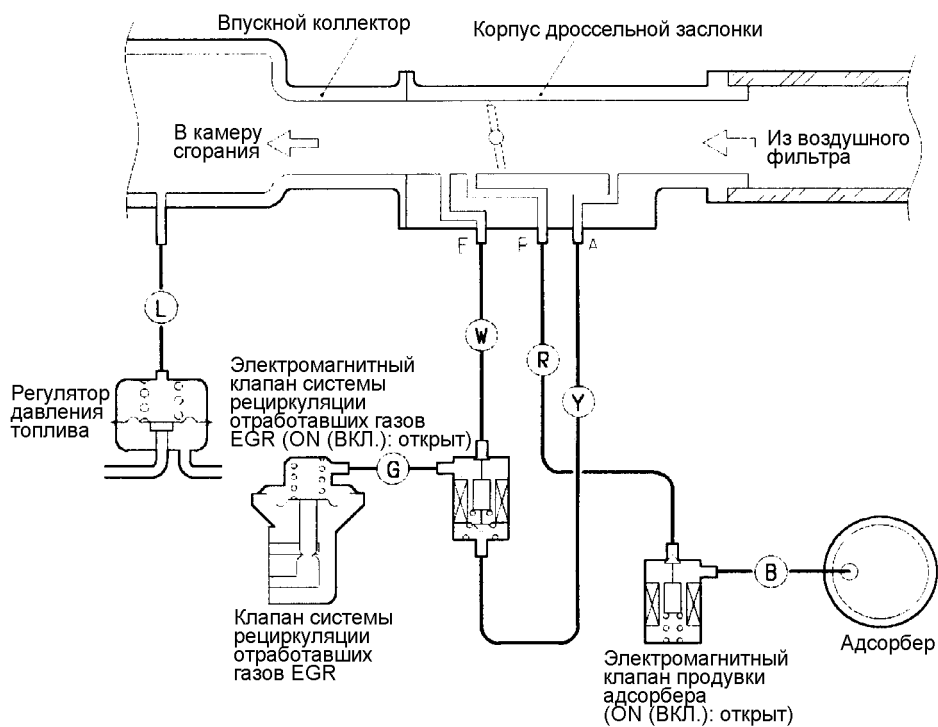 Впускной коллектор
Корпус дроссельной заслонки
В камеру
сгорания
Из воздушного
фильтра
E
P
A
L
W
R
Y
Электромагнитный
клапан системы
рециркуляции
отработавших газов
EGR (ON (ВКЛ.): открыт)
Регулятор
давления
топлива
G
B
Клапан системы
рециркуляции
отработавших
газов EGR
Адсорбер
Электромагнитный
клапан продувки
адсорбера
(ON (ВКЛ.): открыт)